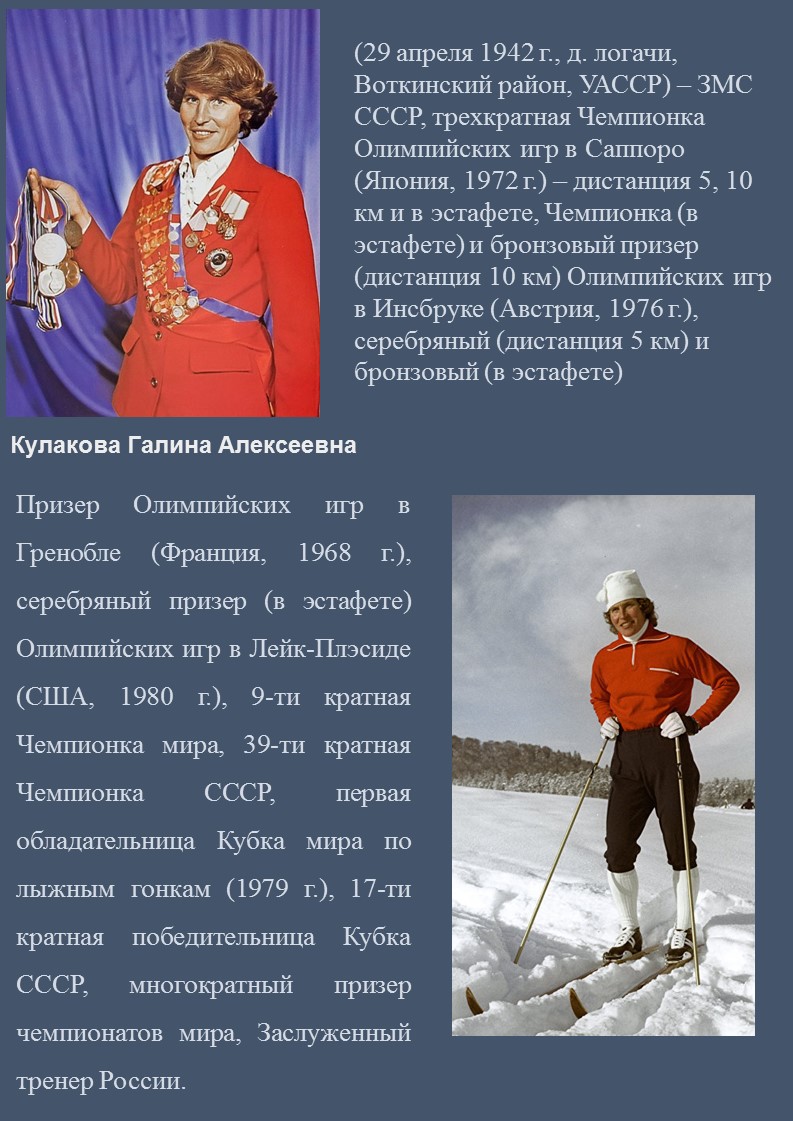 (29 апреля 1942 г., д. логачи,
Воткинский район, УАССР) – ЗМС
СССР, трехкратная Чемпионка
Олимпийских игр в Саппоро
(Япония, 1972 г.) – дистанция 5, 10
км и в эстафете, Чемпионка (в
эстафете) и бронзовый призер
(дистанция 10 км) Олимпийских игр
в Инсбруке (Австрия, 1976 г.),
серебряный (дистанция 5 км) и
бронзовый (в эстафете)
Кулакова Галина Алексеевна
Призер Олимпийских игр в
Гренобле (Франция, 1968 г.),
серебряный призер (в эстафете)
Олимпийских игр в Лейк-Плэсиде
(США, 1980 г.), 9-ти кратная
Чемпионка мира, 39-ти кратная
Чемпионка СССР, первая
обладательница Кубка мира по
лыжным гонкам (1979 г.), 17-ти
кратная победительница Кубка
СССР, многократный призер
чемпионатов мира, Заслуженный
тренер России.